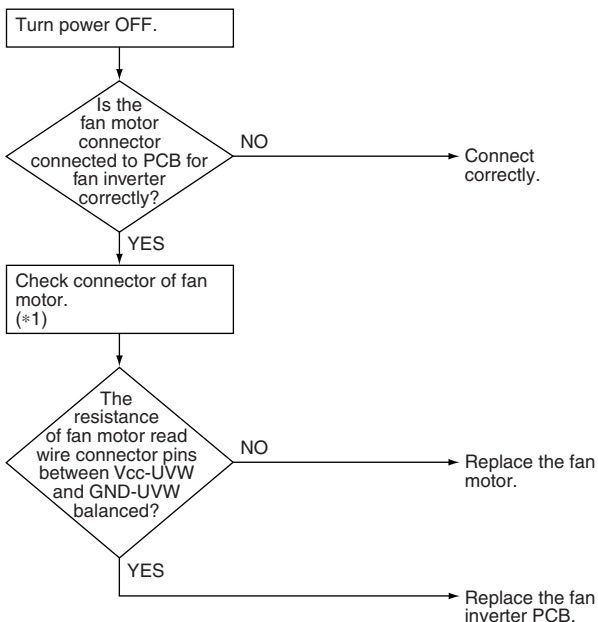 Turn power OFF.
Is the
fan motor
connector
connected to PCB for
fan inverter
correctly?
NO
Connect
correctly.
YES
Check connector of fan
motor.
(*1)
The
resistance
of fan motor read
wire connector pins
between Vcc-UVW
and GND-UVW
balanced?
NO
Replace the fan
motor.
YES
Replace the fan
inverter PCB.